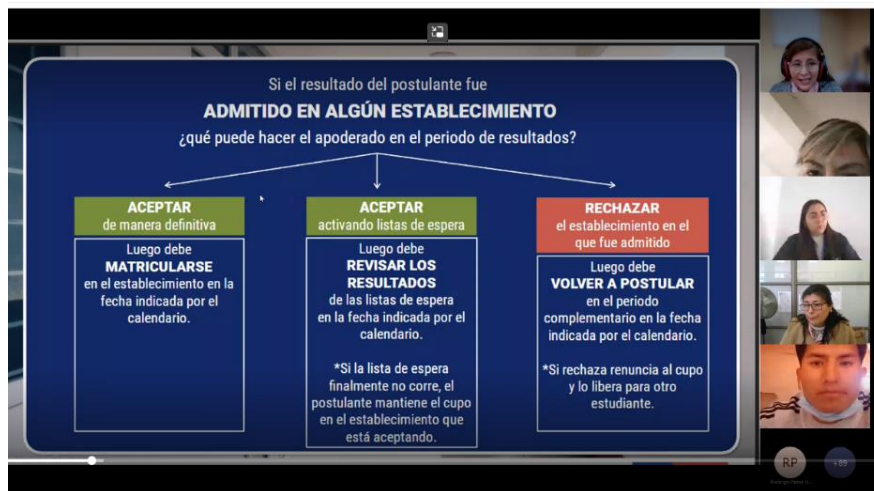 Si el resultado del postulante fue
ADMITIDO EN ALGÚN ESTABLECIMIENTO
¿qué puede hacer el apoderado en el periodo de resultados?
ACEPTAR
de manera definitiva
Luego debe
MATRICULARSE
en el establecimiento en la
fecha indicada por el
calendario.
ACEPTAR
activando listas de espera
Luego debe
REVISAR LOS
RESULTADOS
de las listas de espera
en la fecha indicada por el
calendario.
*Si la lista de espera
finalmente no corre, el
postulante mantiene el cupo
en el establecimiento que
está aceptando.
RECHAZAR
el establecimiento en el
que fue admitido
Luego debe
VOLVER A POSTULAR
en el periodo
complementario en la fecha
indicada por el calendario.
*Si rechaza renuncia al cupo
y lo libera para otro
estudiante.
RP
+89